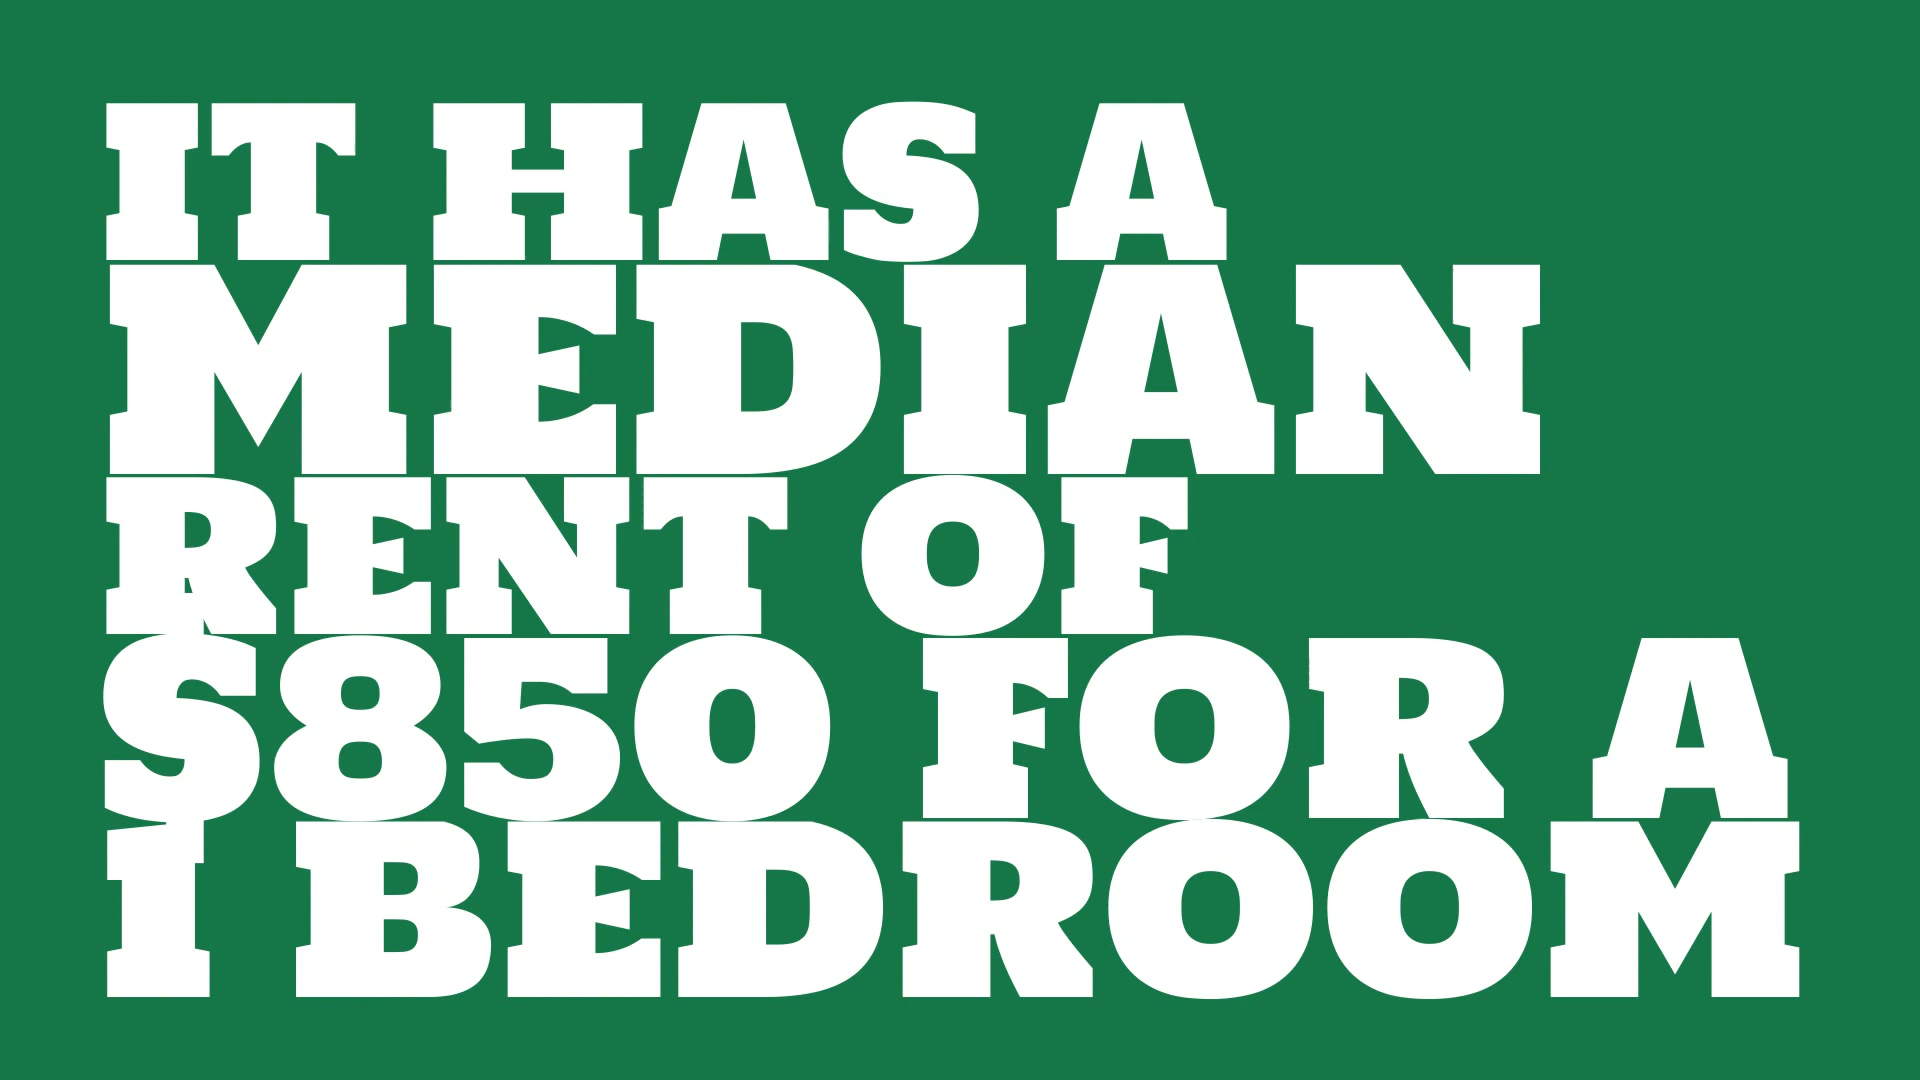 IT HAS A
MEDIAN
RENT OF
$850 FOR A
1 BEDROOM